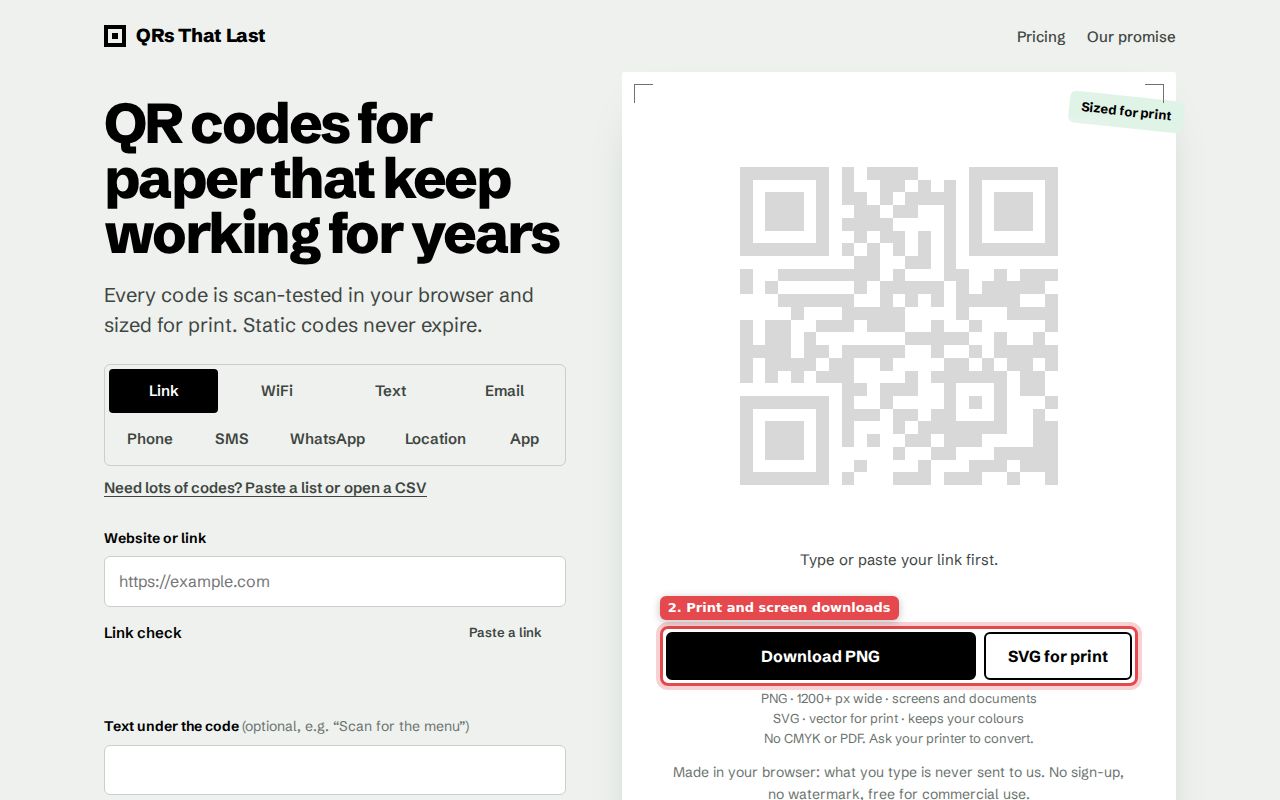 QRs That Last
Pricing
Our promise
QR codes for
paper that keep
working for years
Every code is scan-tested in your browser and
sized for print. Static codes never expire.
Link
WiFi
Text
Email
Phone
SMS
WhatsApp
Location
App
Need lots of codes? Paste a list or open a CSV
Website or link
https://example.com
Link check
Paste a link
Text under the code (optional, e.g. “Scan for the menu”)
Sized for print
Type or paste your link first.
2. Print and screen downloads
Download PNG
SVG for print
PNG · 1200+ px wide · screens and documents
SVG · vector for print · keeps your colours
No CMYK or PDF. Ask your printer to convert.
Made in your browser: what you type is never sent to us. No sign-up,
no watermark, free for commercial use.